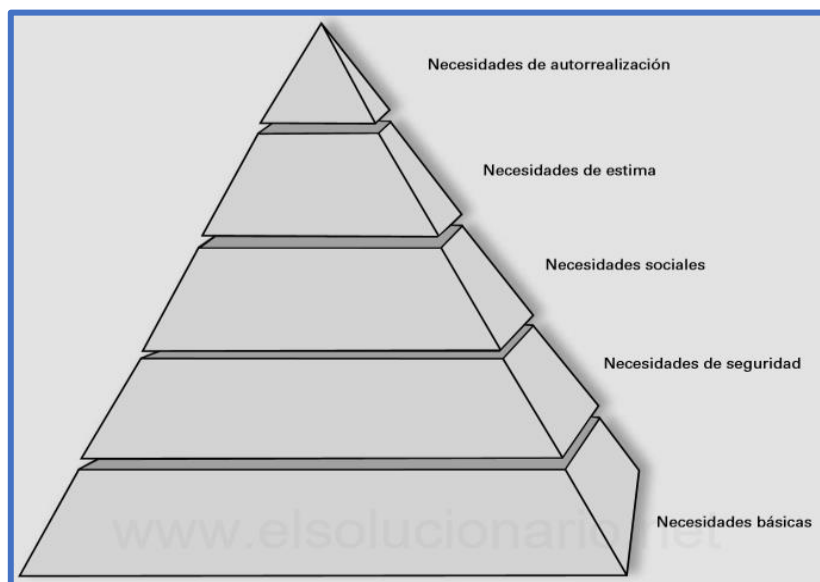 Necesidades de autorrealización
Necesidades de estima
Necesidades sociales
Necesidades de seguridad
Necesidades básicas
www.elsolucionario.net